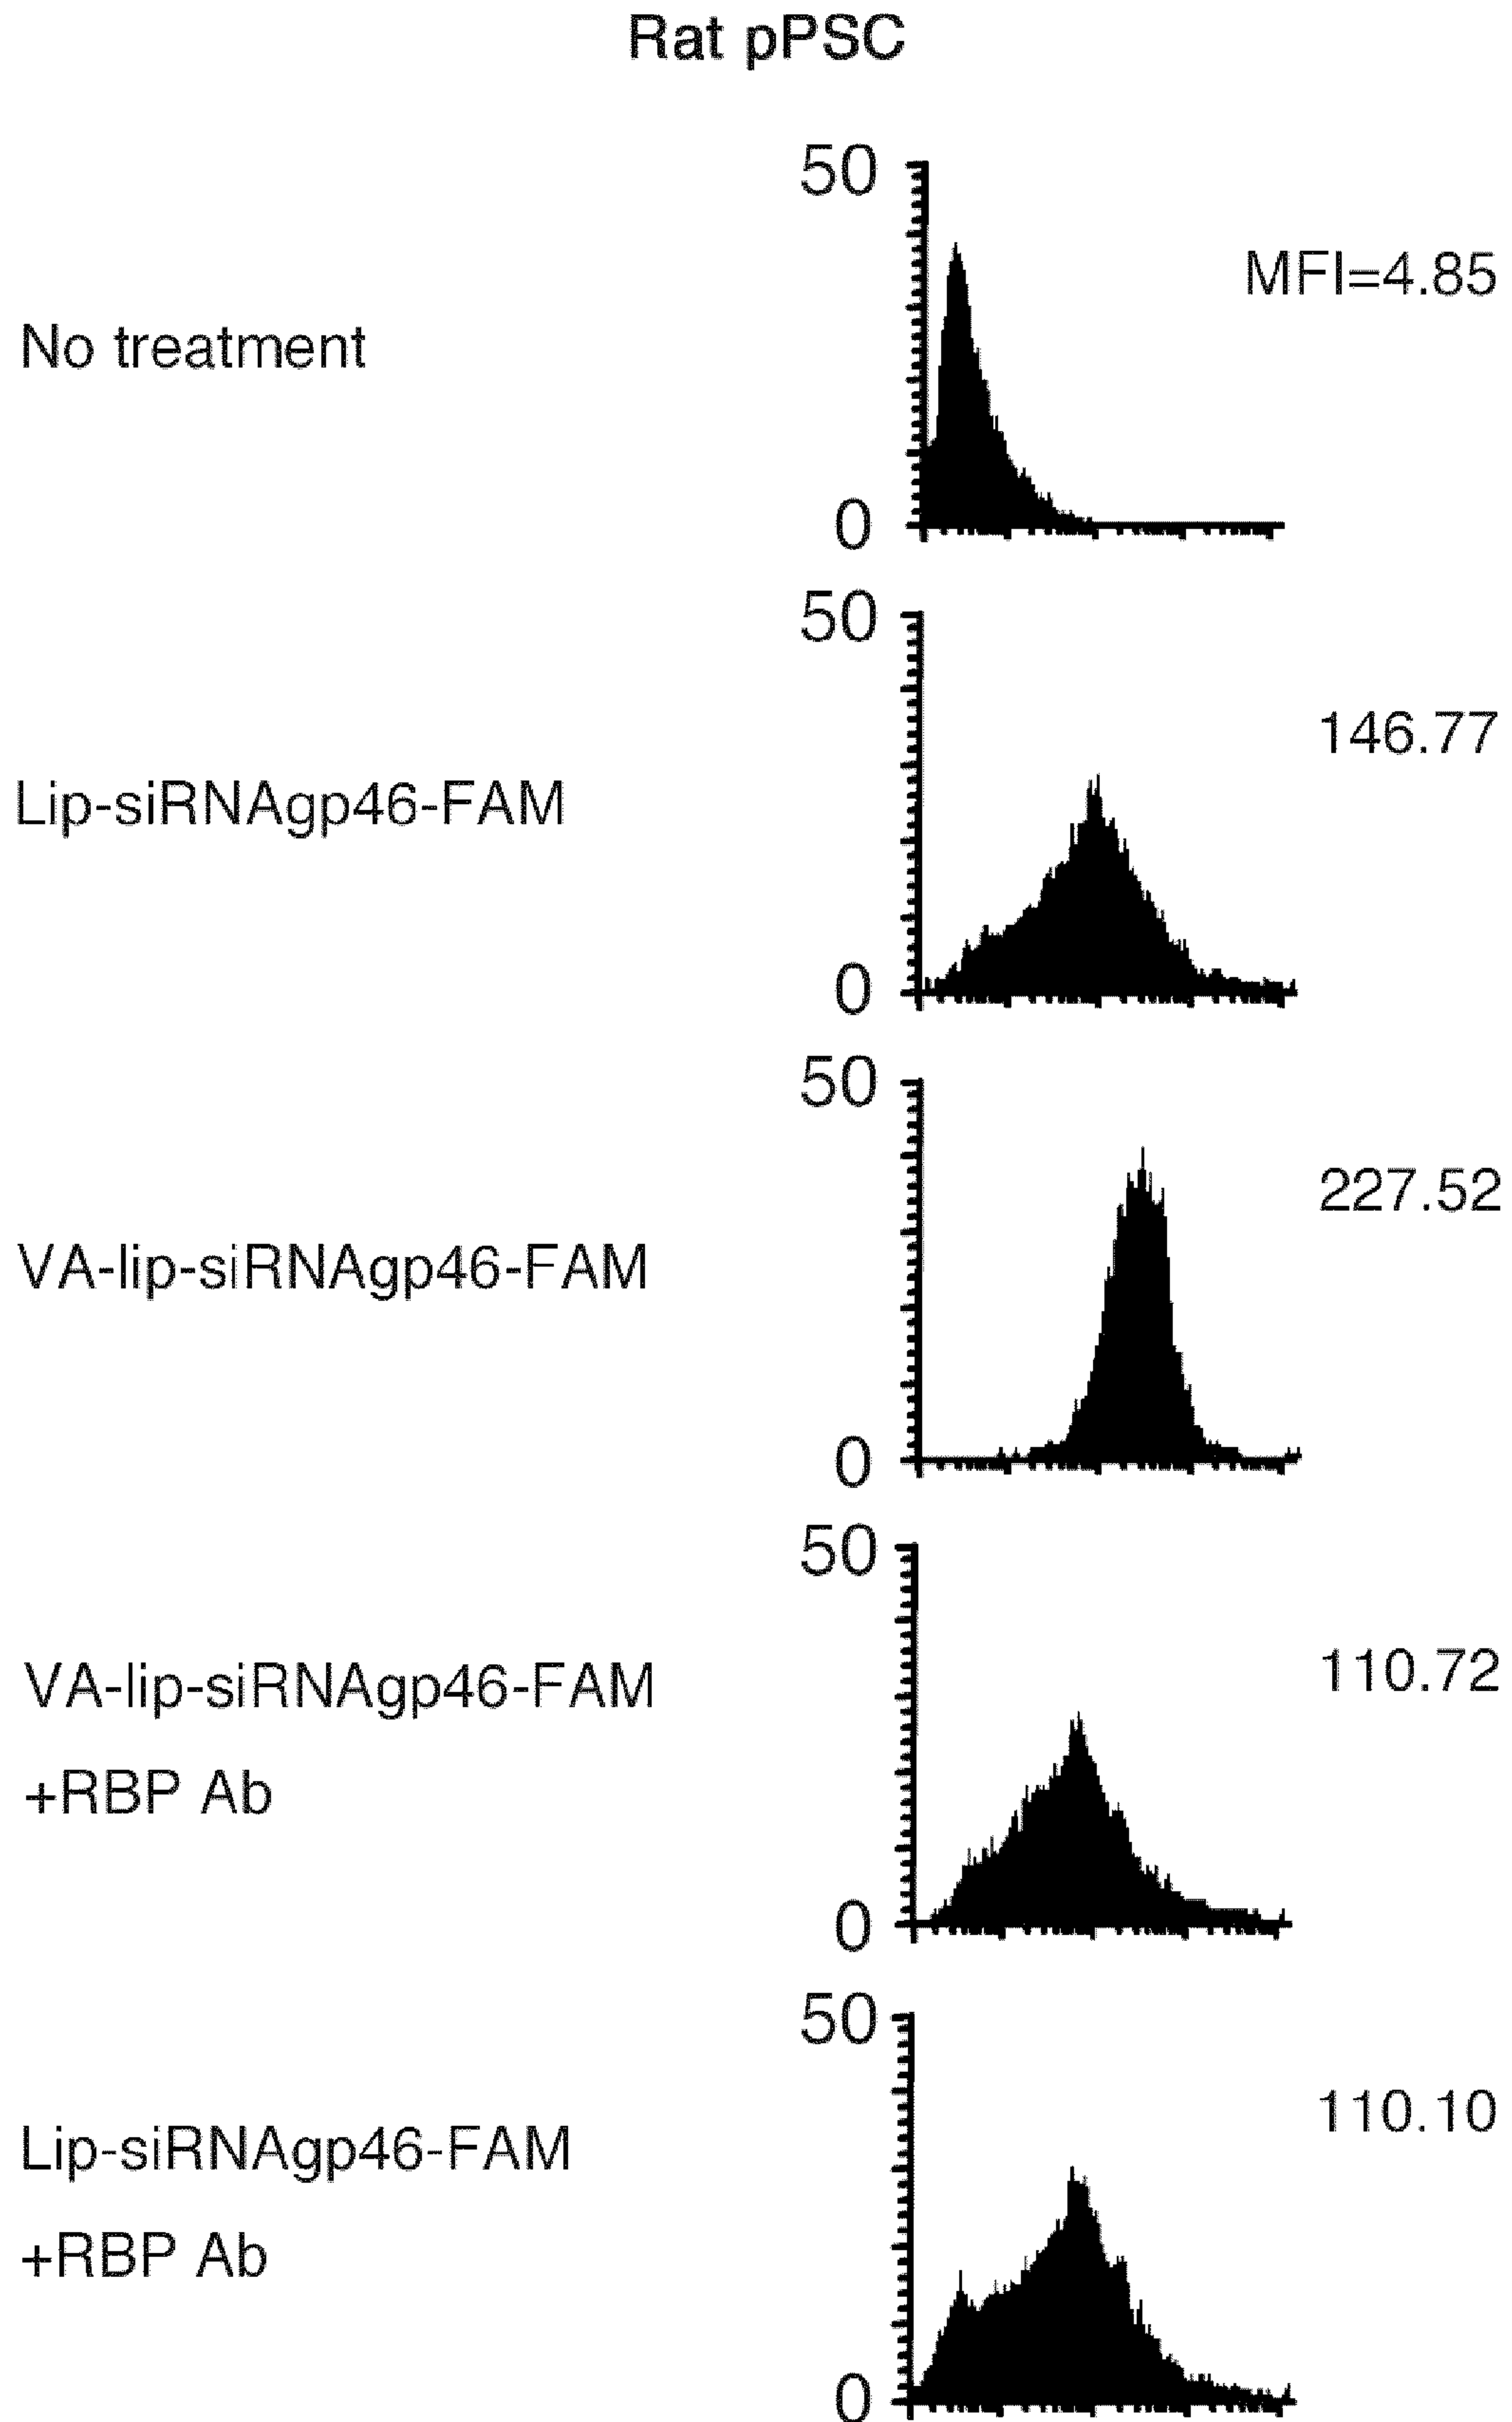 Rat pPSC
50
MFI=4.85
No treatment
0
50
146.77
Lip-siRNAgp46-FAM
0
50
227.52
VA-lip-siRNAgp46-FAM
0
50
110.72
VA-lip-siRNAgp46-FAM
+RBP Ab
0
50
110.10
Lip-siRNAgp46-FAM
+RBP Ab
0